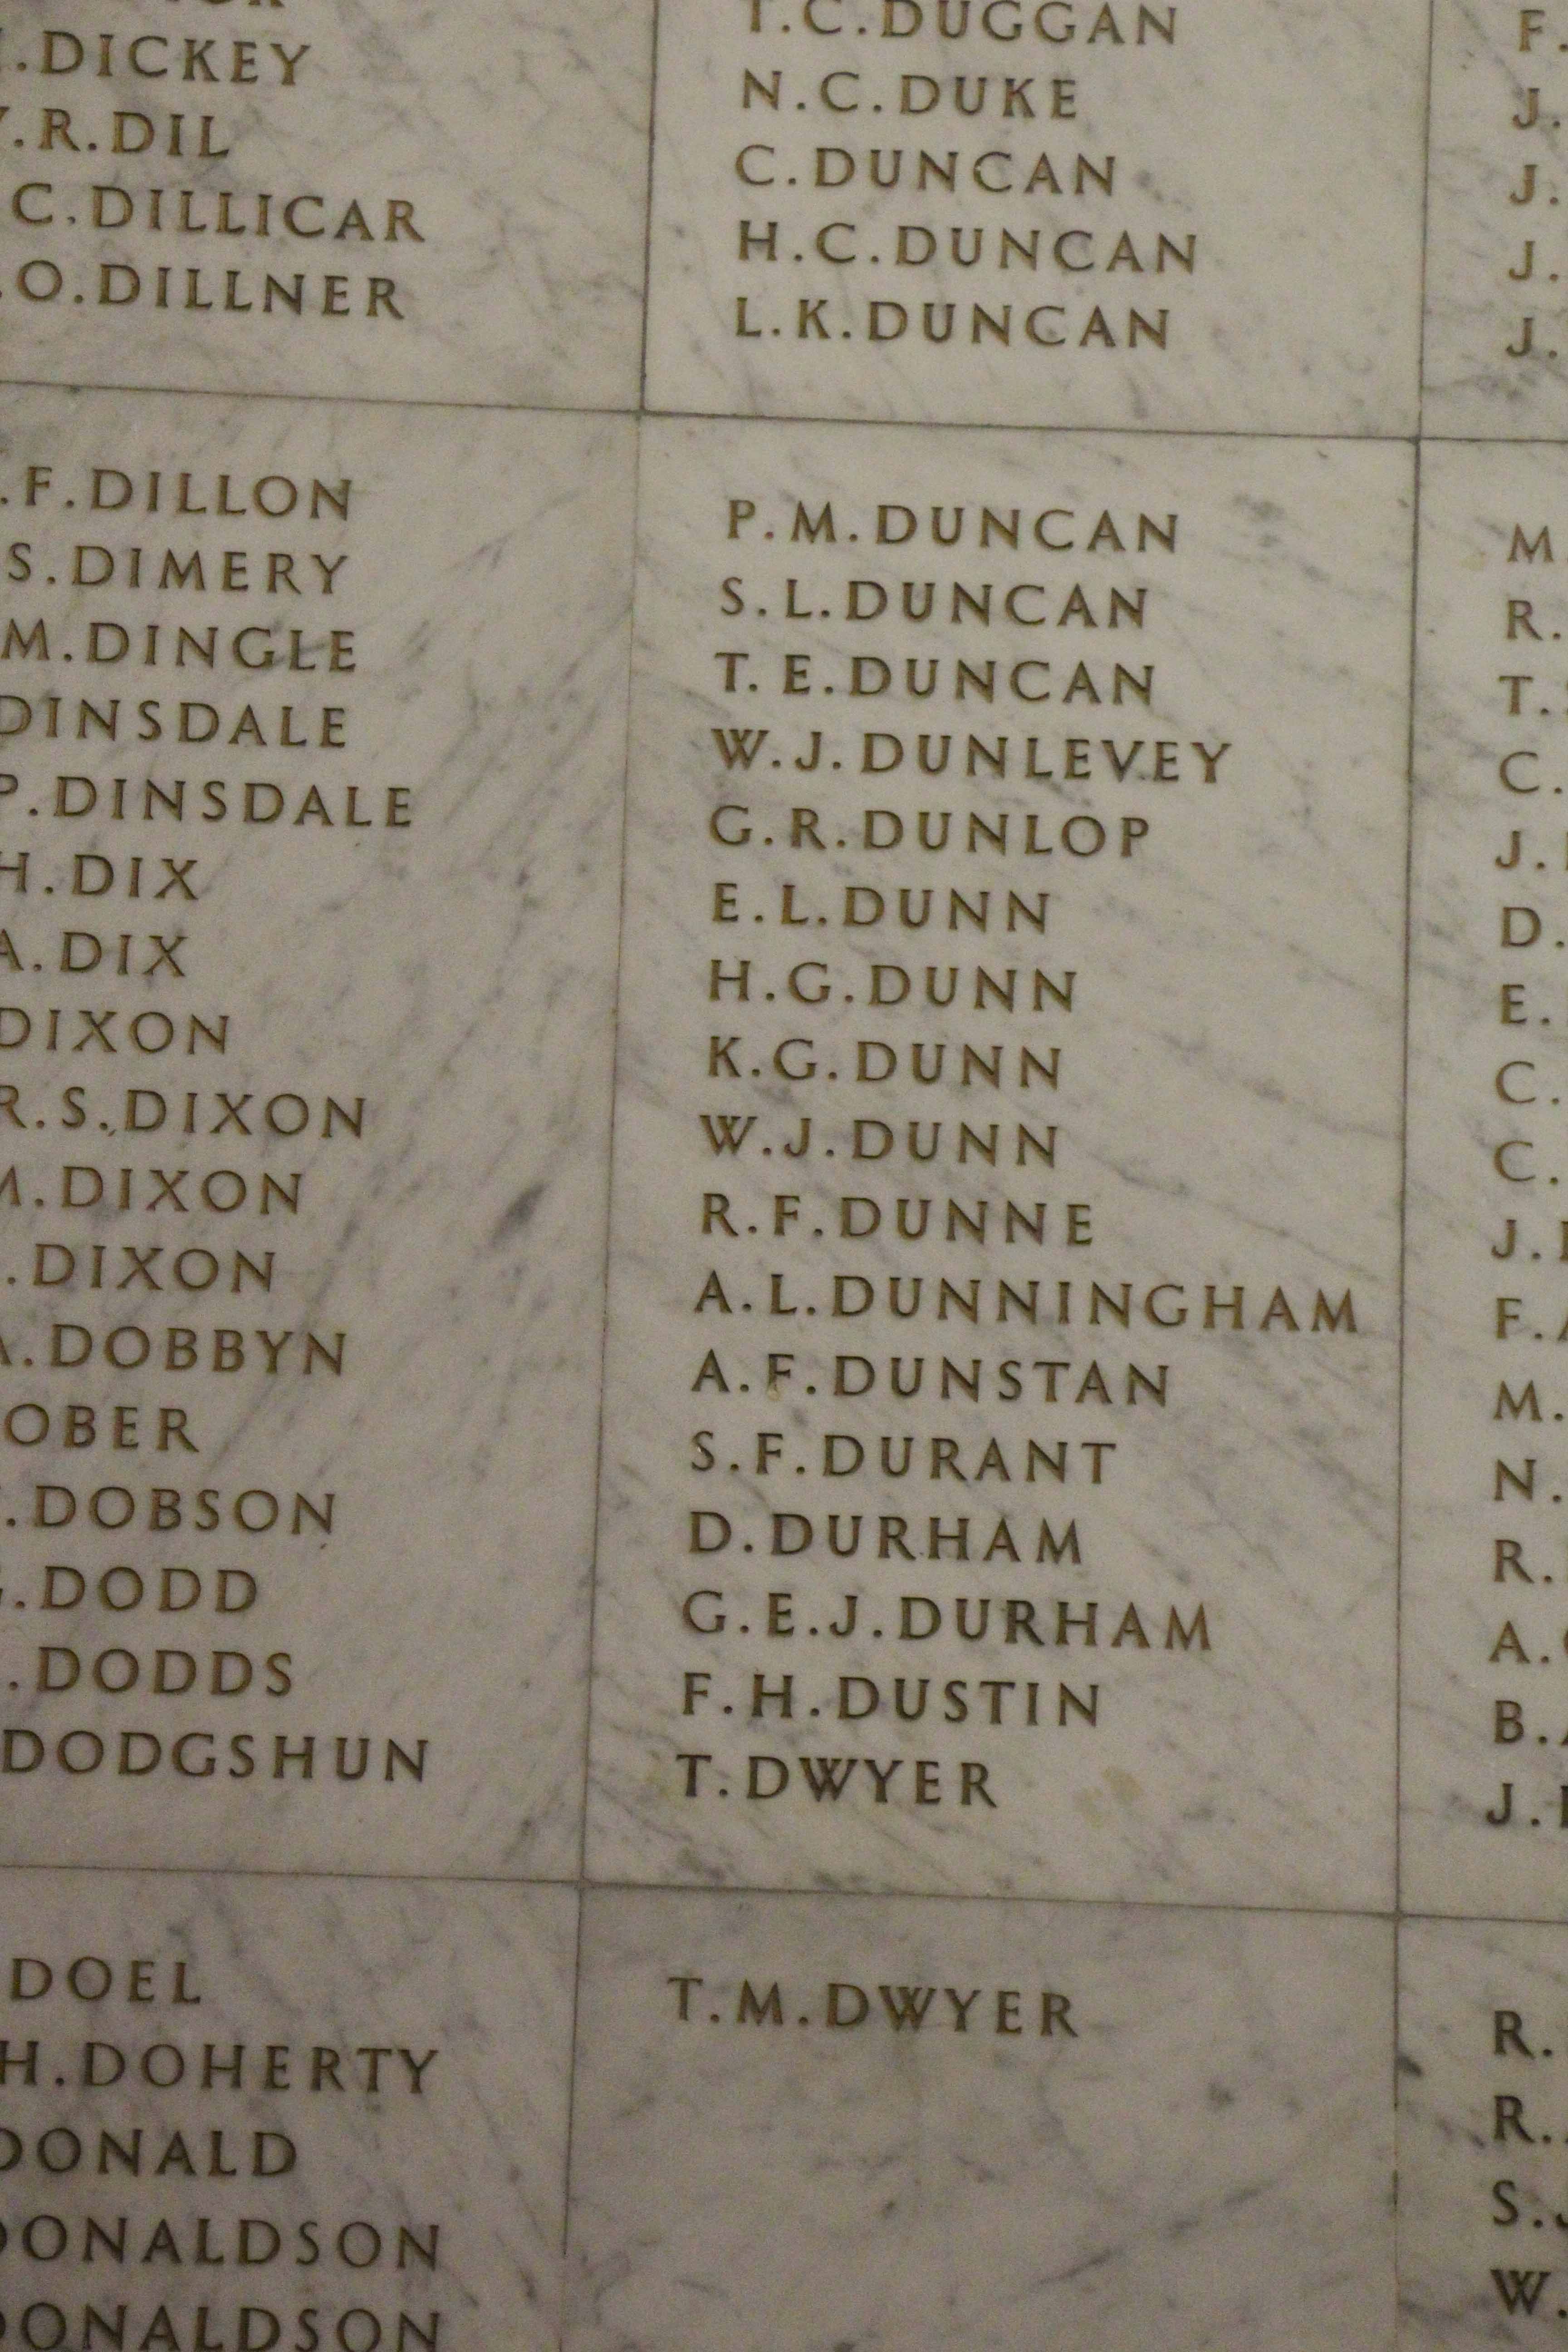 .DICKEY
.R.DIL
C.DILLICAR
.O.DILLNER
.F.DILLON
S.DIMERY
M.DINGLE
DINSDALE
P.DINSDALE
H.DIX
A.DIX
DIXON
R.S.DIXON
M.DIXON
.DIXON
A.DOBBYN
OBER
.DOBSON
.DODD
.DODDS
DODGSHUN
DOEL
H.DOHERTY
DONALD
DONALDSON
DONALDSON
T.C.DUGGAN
N.C.DUKE
C.DUNCAN
H.C.DUNCAN
L.K.DUNCAN
P.M.DUNCAN
S.L.DUNCAN
T.E.DUNCAN
W.J.DUNLEVEY
G.R.DUNLOP
E.L.DUNN
H.G.DUNN
K.G.DUNN
W.J.DUNN
R.F.DUNNE
A.L.DUNNINGHAM
A.F.DUNSTAN
S.F.DURANT
D.DURHAM
G.E.J.DURHAM
F.H.DUSTIN
T.DWYER
T.M.DWYER
F.
J.
J.
J.
J.
M
R.
T.
C.
J.
D.
E.
C.
C.
J.
F.
M.
N.
R.
A.
B.
J.
R.
R.
S.
W.